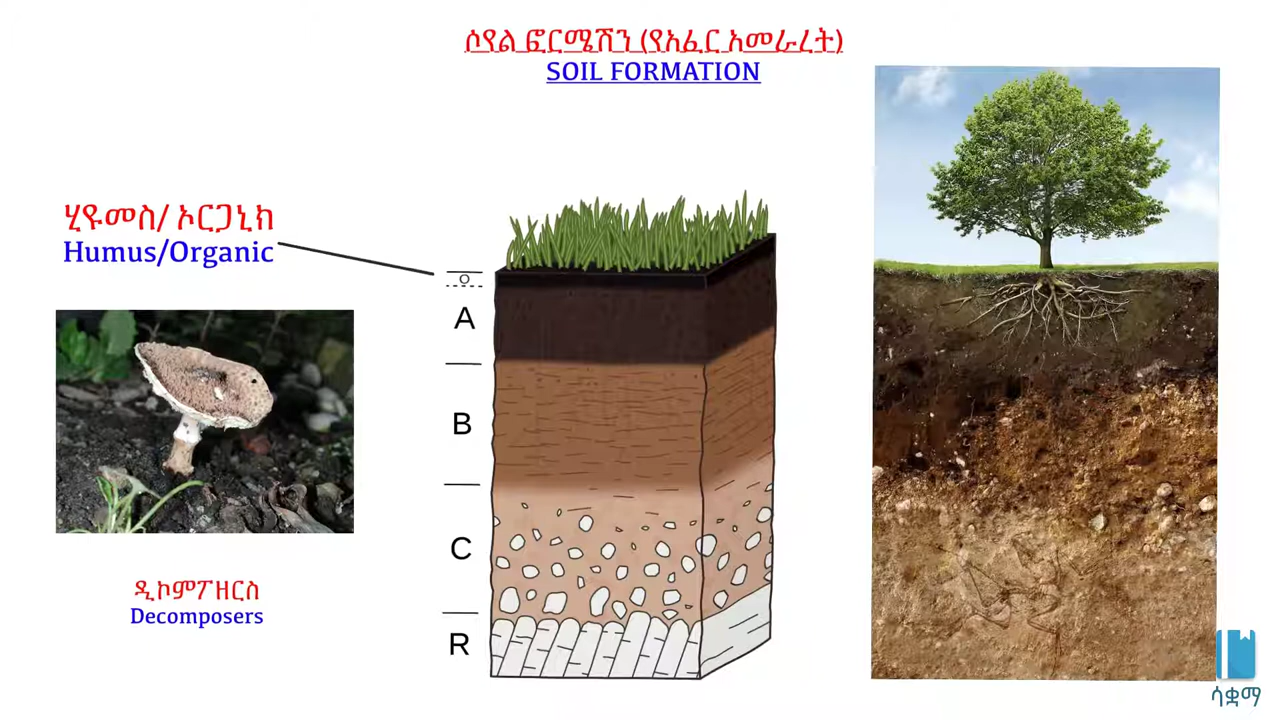 ሶየል ፎርሜሽን (የአፈር አመራረት)
SOIL FORMATION
ሂዩመስ/ ኦርጋኒክ
Humus/Organic
O
A
B
C
R
ዲኮምፖዘርስ
Decomposers
ሳቋማ